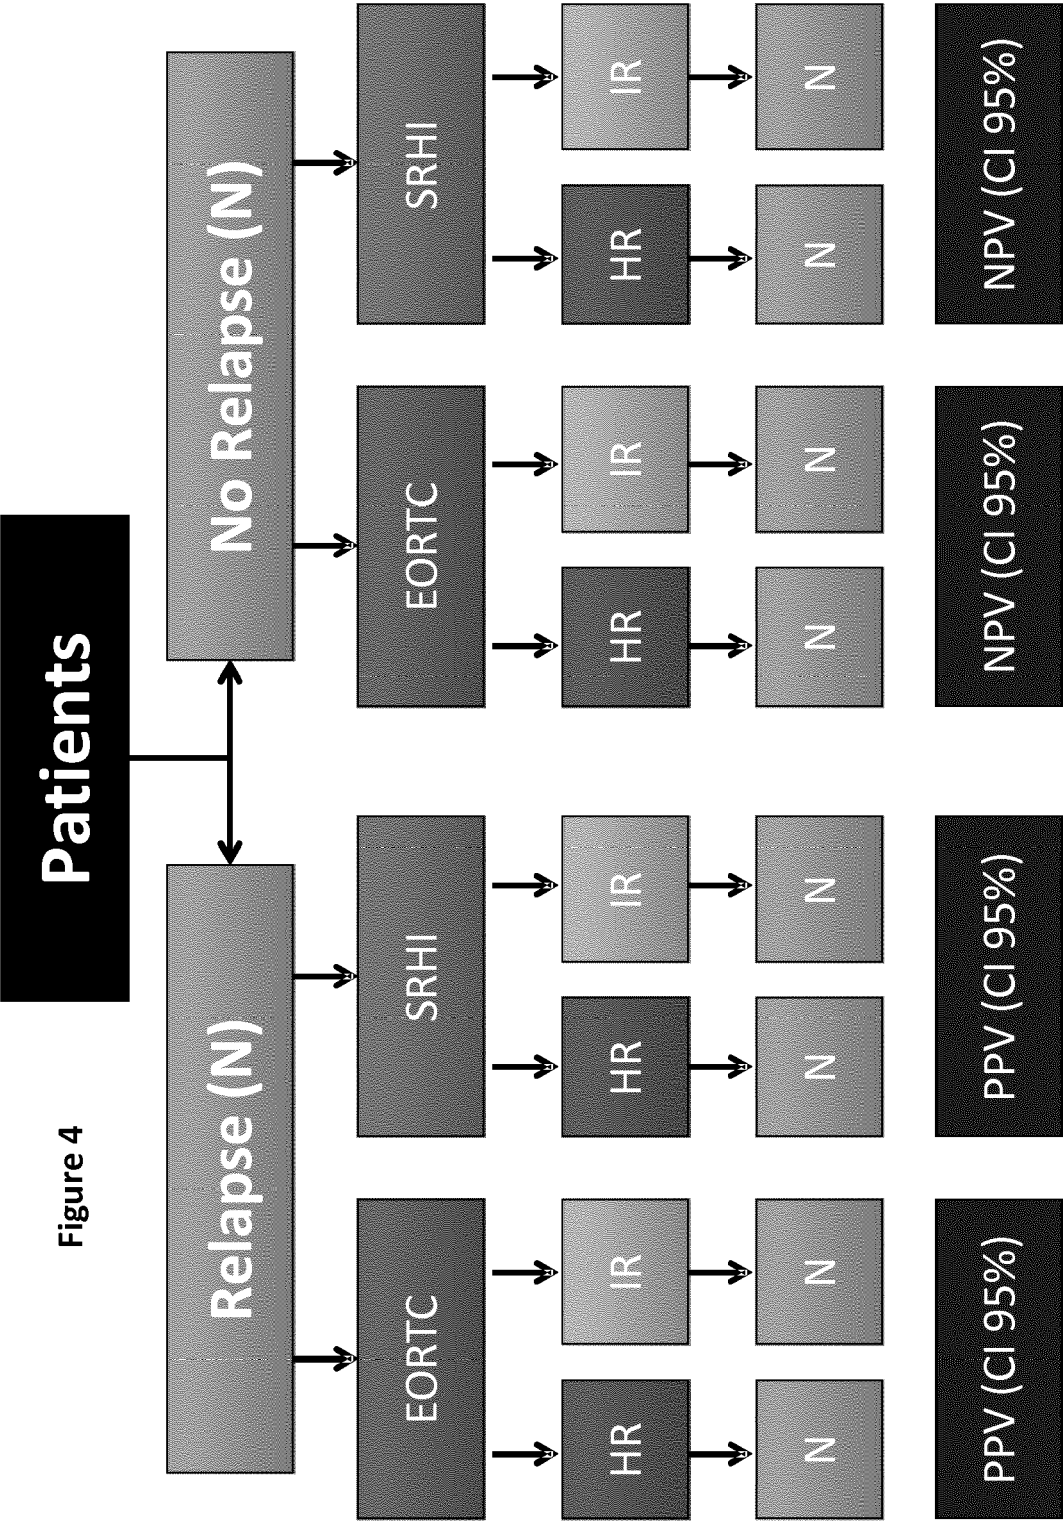 Figure 4
Patients
Relapse (N)
No Relapse (N)
EORTC
SRHI
EORTC
SRHI
HR
IR
HR
IR
HR
IR
HR
IR
N
N
N
N
N
N
N
N
PPV (CI 95%)
PPV (CI 95%)
NPV (CI 95%)
NPV (CI 95%)